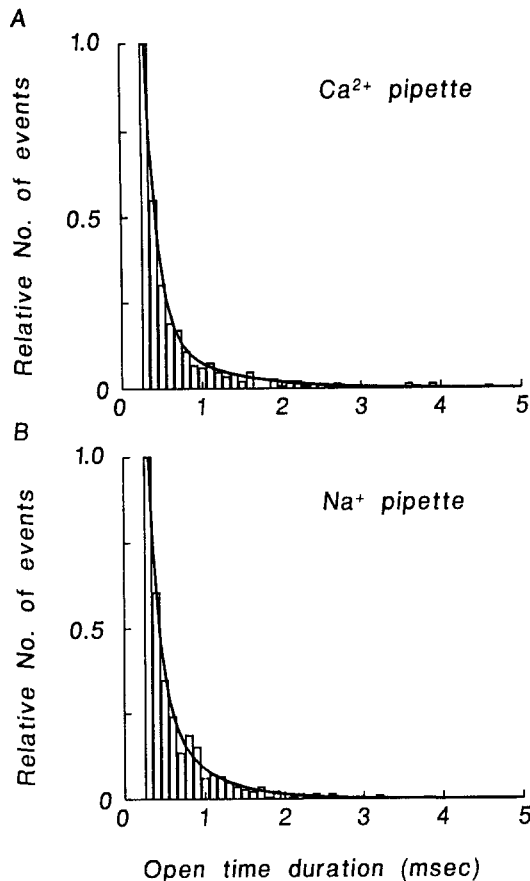 A
Relative No. of events
1.0
0.5
0
Ca²⁺ pipette
0 1 2 3 4 5
B
Relative No. of events
1.0
0.5
0
Na⁺ pipette
0 1 2 3 4 5
Open time duration (msec)